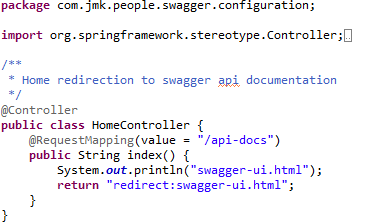 package com.jmk.people.swagger.configuration;
import org.springframework.stereotype.Controller;
/**
 * Home redirection to swagger api documentation
 */
@Controller
public class HomeController {
    @RequestMapping(value = "/api-docs")
    public String index() {
        System.out.println("swagger-ui.html");
        return "redirect:swagger-ui.html";
    }
}